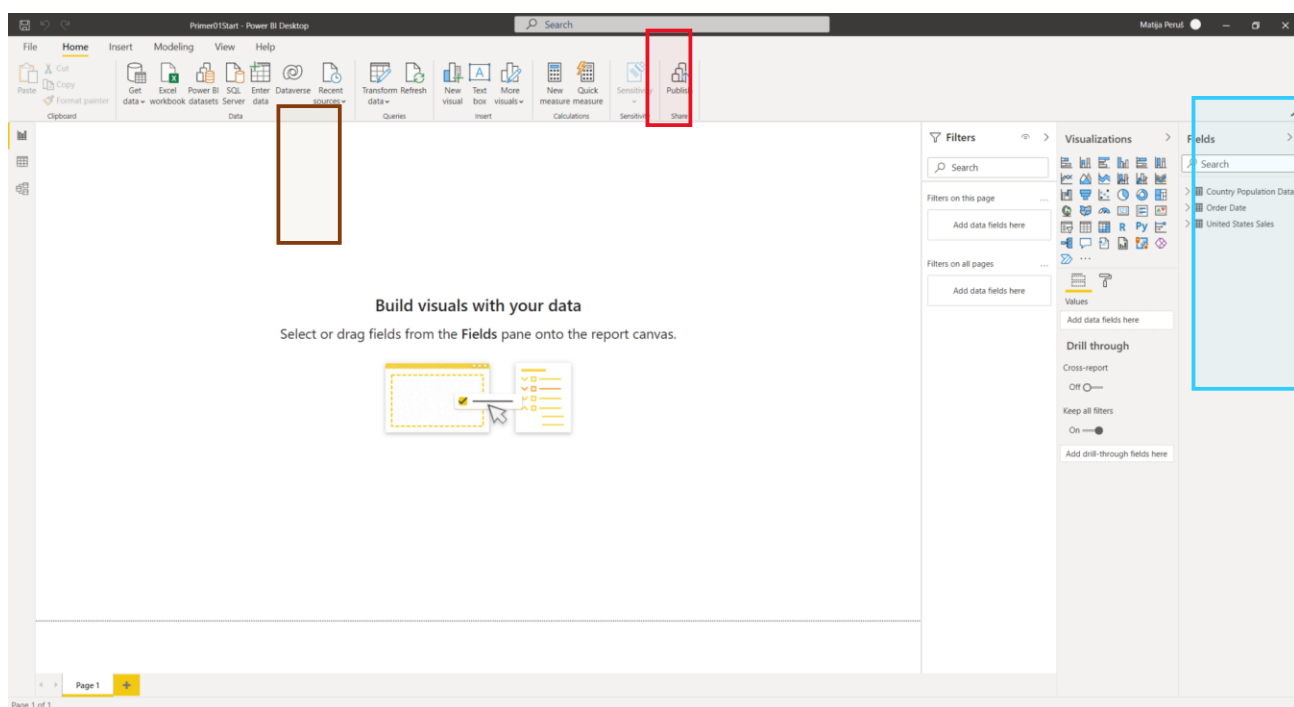 Primer01Start - Power BI Desktop
Search
Matija Peruš
File Home Insert Modeling View Help
Paste
Cut
Copy
Format painter
Clipboard
Get data
Excel workbook
Power BI datasets
SQL Server
Enter data
Dataverse
Recent sources
Data
Transform data
Refresh
Queries
New visual
Text box
More visuals
Insert
New measure
Quick measure
Calculations
Sensitivity
Sensitivity
Publish
Share
Filters
Search
Filters on this page
...
Add data fields here
Filters on all pages
...
Add data fields here
Visualizations
R Py
...
Values
Add data fields here
Drill through
Cross-report
Off
Keep all filters
On
Add drill-through fields here
Fields
Search
Country Population Data
Order Date
United States Sales
Build visuals with your data
Select or drag fields from the Fields pane onto the report canvas.
Page 1
Page 1 of 1